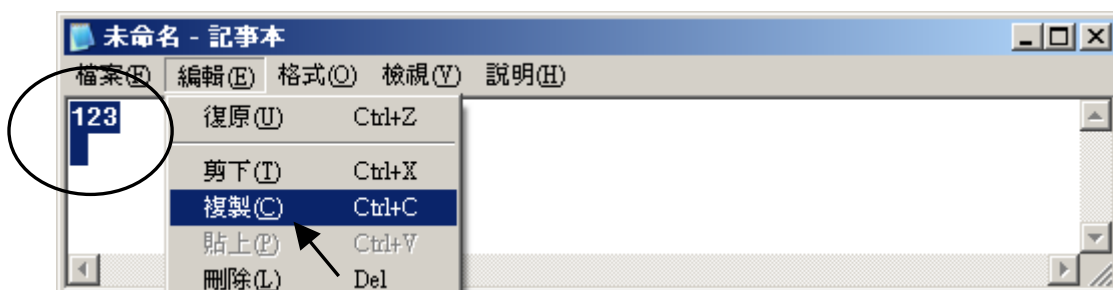 未命名 - 記事本
檔案(F) 編輯(E) 格式(O) 檢視(V) 說明(H)
123
復原(U) Ctrl+Z
剪下(T) Ctrl+X
複製(C) Ctrl+C
貼上(P) Ctrl+V
刪除(L) Del